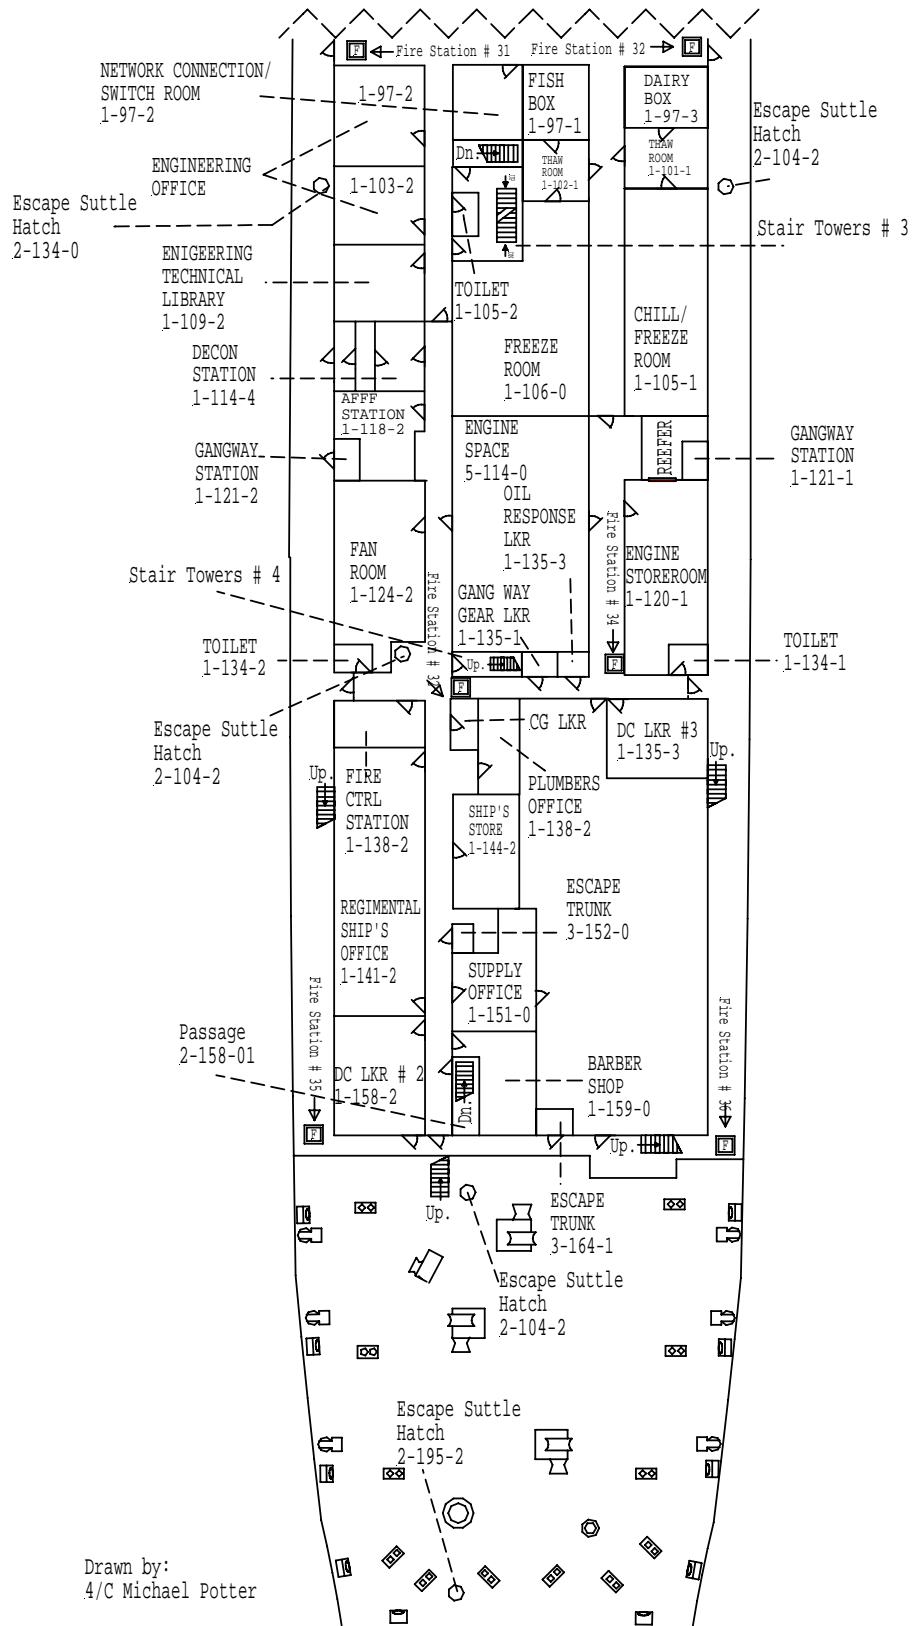 Fire Station # 31
Fire Station # 32
F
F
NETWORK CONNECTION/
SWITCH ROOM
1-97-2
1-97-2
FISH
BOX
1-97-1
DAIRY
BOX
1-97-3
Escape Suttle
Hatch
2-104-2
Dn.
THAW
ROOM
1-102-1
THAW
ROOM
1-101-1
ENGINEERING
OFFICE
1-103-2
Escape Suttle
Hatch
2-134-0
Stair Towers # 3
ENIGEERING
TECHNICAL
LIBRARY
1-109-2
TOILET
1-105-2
CHILL/
FREEZE
ROOM
1-105-1
FREEZE
ROOM
1-106-0
DECON
STATION
1-114-4
AFFF
STATION
1-118-2
ENGINE
SPACE
5-114-0
REEFER
GANGWAY
STATION
1-121-1
GANGWAY
STATION
1-121-2
OIL
RESPONSE
LKR
1-135-3
Fire Station # 34
FAN
ROOM
1-124-2
ENGINE
STOREROOM
1-120-1
Stair Towers # 4
Fire Station # 32
GANG WAY
GEAR LKR
1-135-1
TOILET
1-134-2
Up.
F
TOILET
1-134-1
F
Escape Suttle
Hatch
2-104-2
CG LKR
DC LKR #3
1-135-3
Up.
Up.
FIRE
CTRL
STATION
1-138-2
PLUMBERS
OFFICE
1-138-2
SHIP'S
STORE
1-144-2
REGIMENTAL
SHIP'S
OFFICE
1-141-2
ESCAPE
TRUNK
3-152-0
SUPPLY
OFFICE
1-151-0
Fire Station # 35
Fire Station # 36
Passage
2-158-01
DC LKR # 2
1-158-2
Dn.
BARBER
SHOP
1-159-0
F
Up.
F
Up.
ESCAPE
TRUNK
3-164-1
Escape Suttle
Hatch
2-104-2
Escape Suttle
Hatch
2-195-2
Drawn by:
4/C Michael Potter